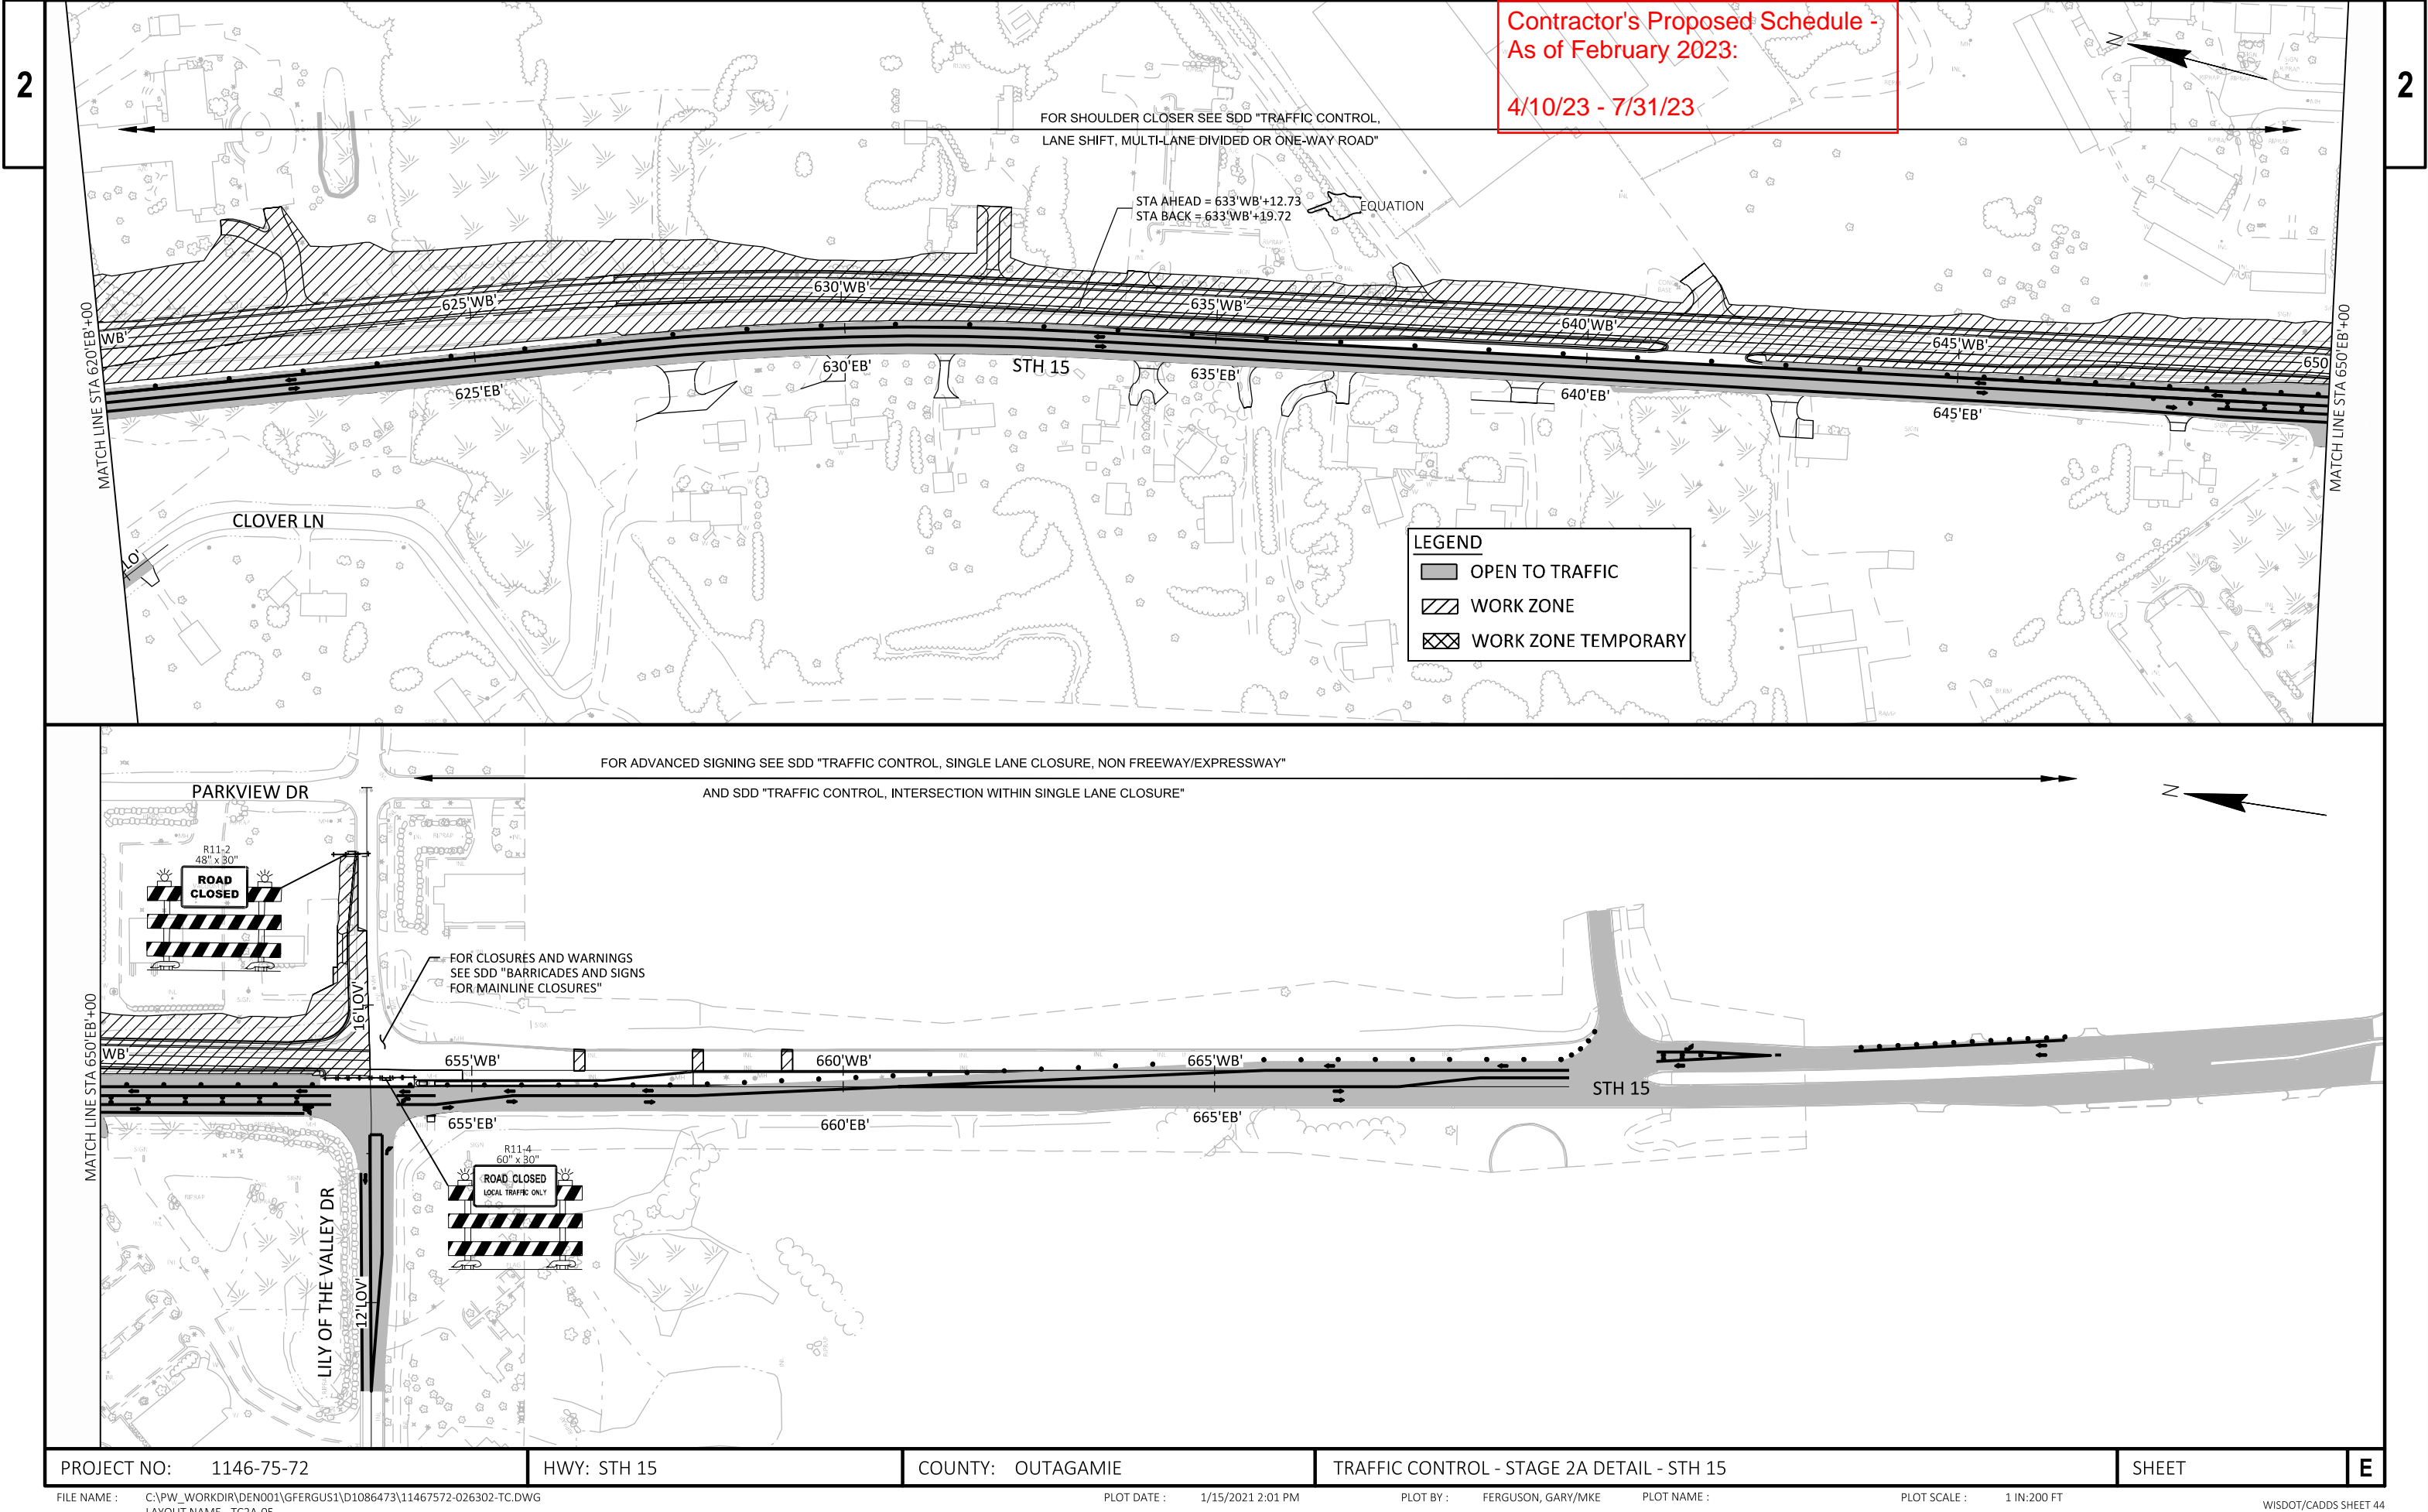 2
2
Contractor's Proposed Schedule -
As of February 2023:
4/10/23 - 7/31/23
N
FOR SHOULDER CLOSER SEE SDD "TRAFFIC CONTROL,
LANE SHIFT, MULTI-LANE DIVIDED OR ONE-WAY ROAD"
STA AHEAD = 633'WB'+12.73
STA BACK = 633'WB'+19.72
EQUATION
MATCH LINE STA 620'EB'+00
WB'
625'WB'
630'WB'
635'WB'
640'WB'
645'WB'
650
MATCH LINE STA 650'EB'+00
625'EB'
630'EB'
STH 15
635'EB'
640'EB'
645'EB'
CLOVER LN
LEGEND
OPEN TO TRAFFIC
WORK ZONE
WORK ZONE TEMPORARY
FOR ADVANCED SIGNING SEE SDD "TRAFFIC CONTROL, SINGLE LANE CLOSURE, NON FREEWAY/EXPRESSWAY"
AND SDD "TRAFFIC CONTROL, INTERSECTION WITHIN SINGLE LANE CLOSURE"
N
PARKVIEW DR
R11-2
48" x 30"
ROAD
CLOSED
FOR CLOSURES AND WARNINGS
SEE SDD "BARRICADES AND SIGNS
FOR MAINLINE CLOSURES"
16'LOV'
MATCH LINE STA 650'EB'+00
WB'
655'WB'
660'WB'
665'WB'
STH 15
655'EB'
660'EB'
665'EB'
R11-4
60" x 30"
ROAD CLOSED
LOCAL TRAFFIC ONLY
LILY OF THE VALLEY DR
12'LOV'
PROJECT NO: 1146-75-72
HWY: STH 15
COUNTY: OUTAGAMIE
TRAFFIC CONTROL - STAGE 2A DETAIL - STH 15
SHEET
E
FILE NAME : C:\PW_WORKDIR\DEN001\GFERGUS1\D1086473\11467572-026302-TC.DWG
PLOT DATE : 1/15/2021 2:01 PM
PLOT BY : FERGUSON, GARY/MKE
PLOT NAME :
PLOT SCALE : 1 IN:200 FT
WISDOT/CADDS SHEET 44